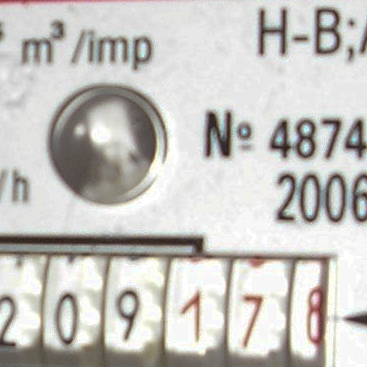 m³/imp H-B;
Nº 4874
/h 2006
209178